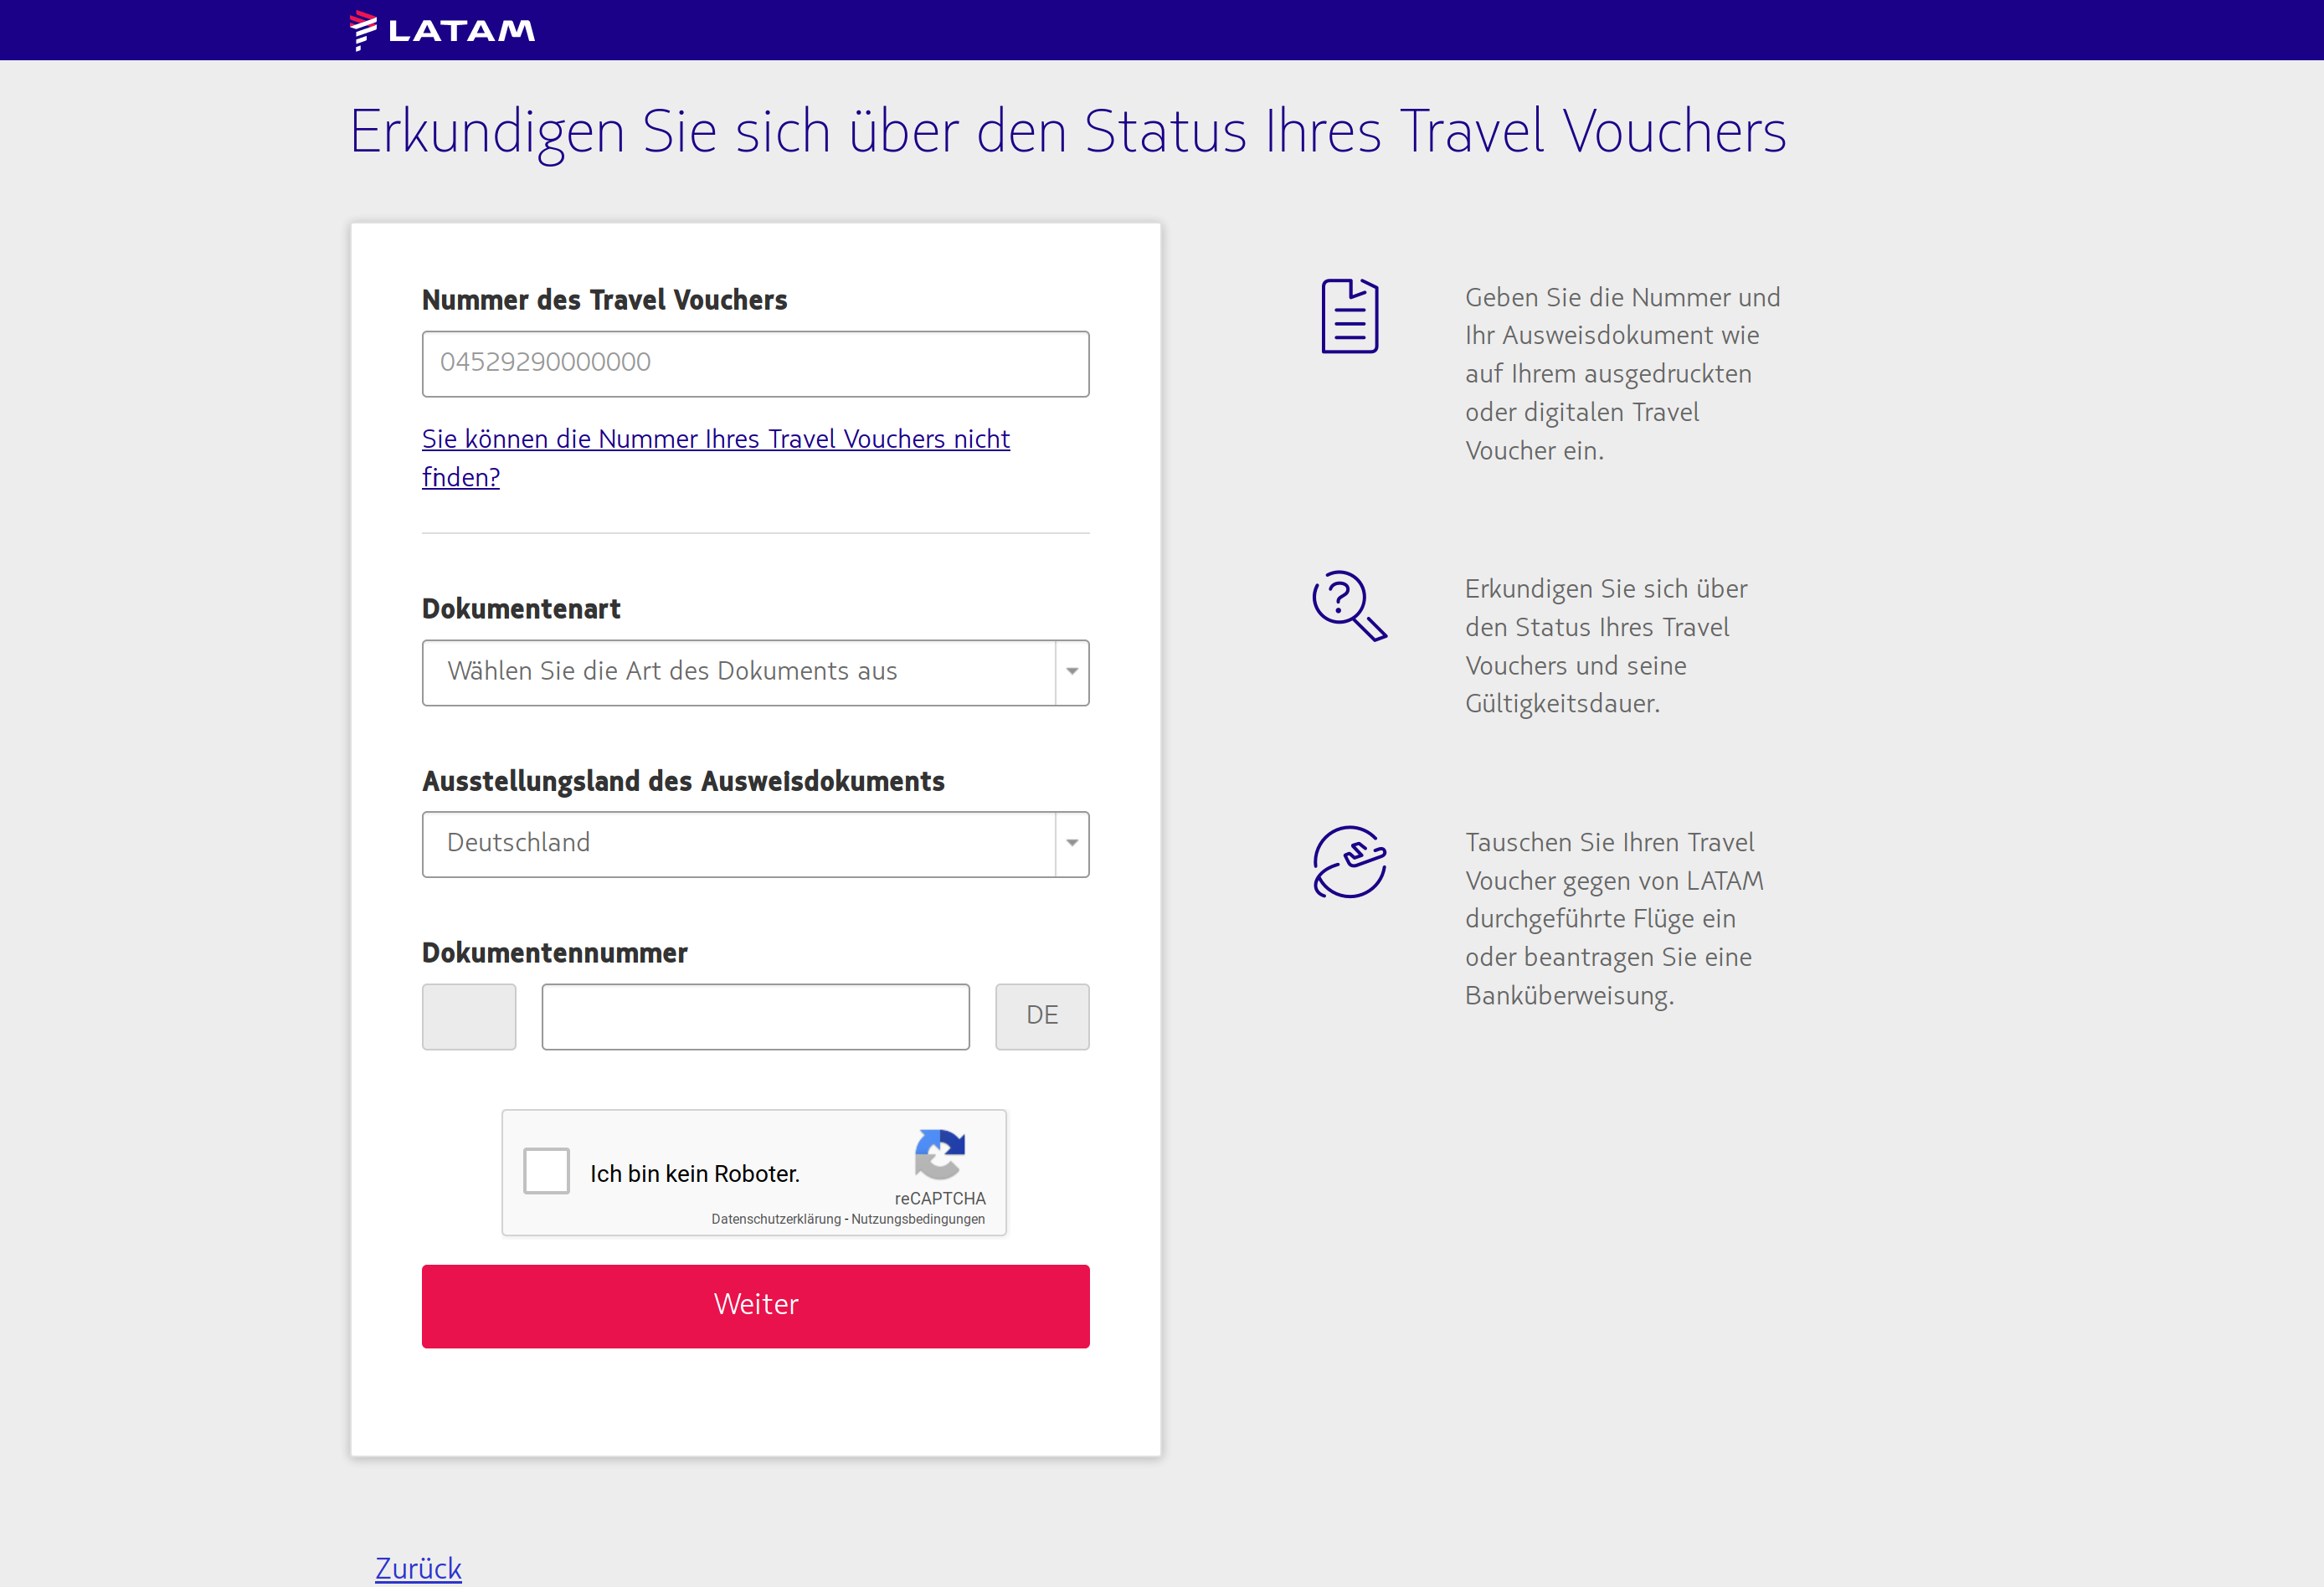 LATAM
Erkundigen Sie sich über den Status Ihres Travel Vouchers
Nummer des Travel Vouchers
04529290000000
Sie können die Nummer Ihres Travel Vouchers nicht
finden?
Dokumentenart
Wählen Sie die Art des Dokuments aus
Ausstellungsland des Ausweisdokuments
Deutschland
Dokumentennummer
DE
Ich bin kein Roboter.
reCAPTCHA
Datenschutzerklärung - Nutzungsbedingungen
Weiter
Geben Sie die Nummer und
Ihr Ausweisdokument wie
auf Ihrem ausgedruckten
oder digitalen Travel
Voucher ein.
Erkundigen Sie sich über
den Status Ihres Travel
Vouchers und seine
Gültigkeitsdauer.
Tauschen Sie Ihren Travel
Voucher gegen von LATAM
durchgeführte Flüge ein
oder beantragen Sie eine
Banküberweisung.
Zurück